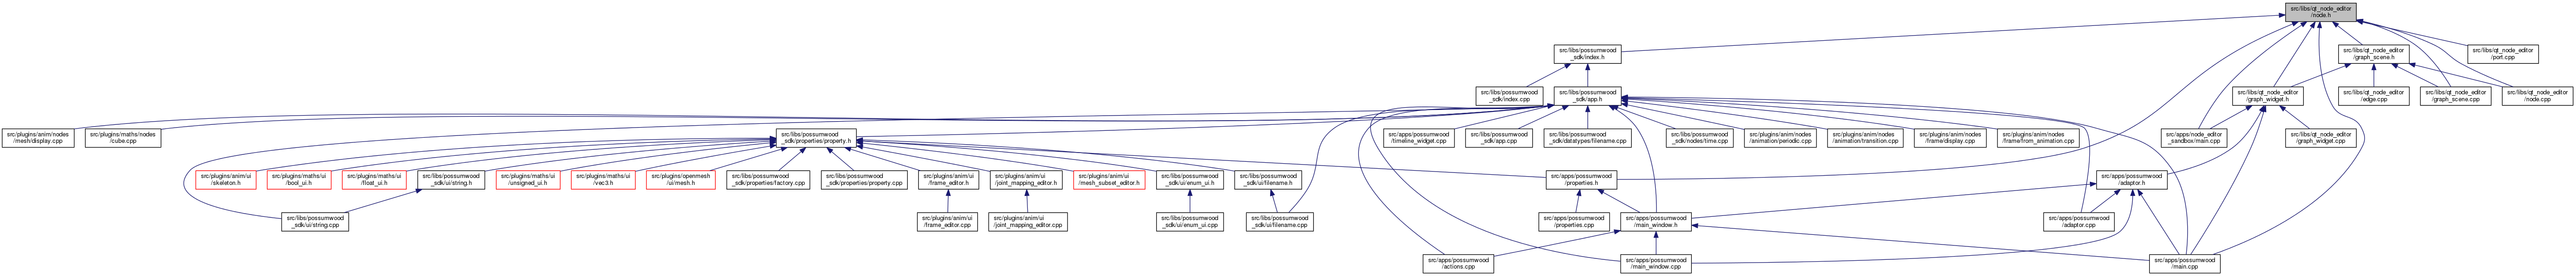 src/libs/qt_node_editor
/node.h
src/libs/possumwood
_sdk/index.h
src/libs/qt_node_editor
/graph_scene.h
src/libs/qt_node_editor
/port.cpp
src/libs/possumwood
_sdk/index.cpp
src/libs/possumwood
_sdk/app.h
src/libs/qt_node_editor
/graph_widget.h
src/libs/qt_node_editor
/edge.cpp
src/libs/qt_node_editor
/graph_scene.cpp
src/libs/qt_node_editor
/node.cpp
src/plugins/anim/nodes
/mesh/display.cpp
src/plugins/maths/nodes
/cube.cpp
src/libs/possumwood
_sdk/properties/property.h
src/apps/possumwood
/timeline_widget.cpp
src/libs/possumwood
_sdk/app.cpp
src/libs/possumwood
_sdk/datatypes/filename.cpp
src/libs/possumwood
_sdk/nodes/time.cpp
src/plugins/anim/nodes
/animation/periodic.cpp
src/plugins/anim/nodes
/animation/transition.cpp
src/plugins/anim/nodes
/frame/display.cpp
src/plugins/anim/nodes
/frame/from_animation.cpp
src/apps/node_editor
_sandbox/main.cpp
src/libs/qt_node_editor
/graph_widget.cpp
src/plugins/anim/ui
/skeleton.h
src/plugins/maths/ui
/bool_ui.h
src/plugins/maths/ui
/float_ui.h
src/libs/possumwood
_sdk/ui/string.h
src/plugins/maths/ui
/unsigned_ui.h
src/plugins/maths/ui
/vec3.h
src/plugins/openmesh
/ui/mesh.h
src/libs/possumwood
_sdk/properties/factory.cpp
src/libs/possumwood
_sdk/properties/property.cpp
src/plugins/anim/ui
/frame_editor.h
src/plugins/anim/ui
/joint_mapping_editor.h
src/plugins/anim/ui
/mesh_subset_editor.h
src/libs/possumwood
_sdk/ui/enum_ui.h
src/libs/possumwood
_sdk/ui/filename.h
src/apps/possumwood
/properties.h
src/apps/possumwood
/adaptor.h
src/libs/possumwood
_sdk/ui/string.cpp
src/plugins/anim/ui
/frame_editor.cpp
src/plugins/anim/ui
/joint_mapping_editor.cpp
src/libs/possumwood
_sdk/ui/enum_ui.cpp
src/libs/possumwood
_sdk/ui/filename.cpp
src/apps/possumwood
/properties.cpp
src/apps/possumwood
/main_window.h
src/apps/possumwood
/adaptor.cpp
src/apps/possumwood
/actions.cpp
src/apps/possumwood
/main_window.cpp
src/apps/possumwood
/main.cpp